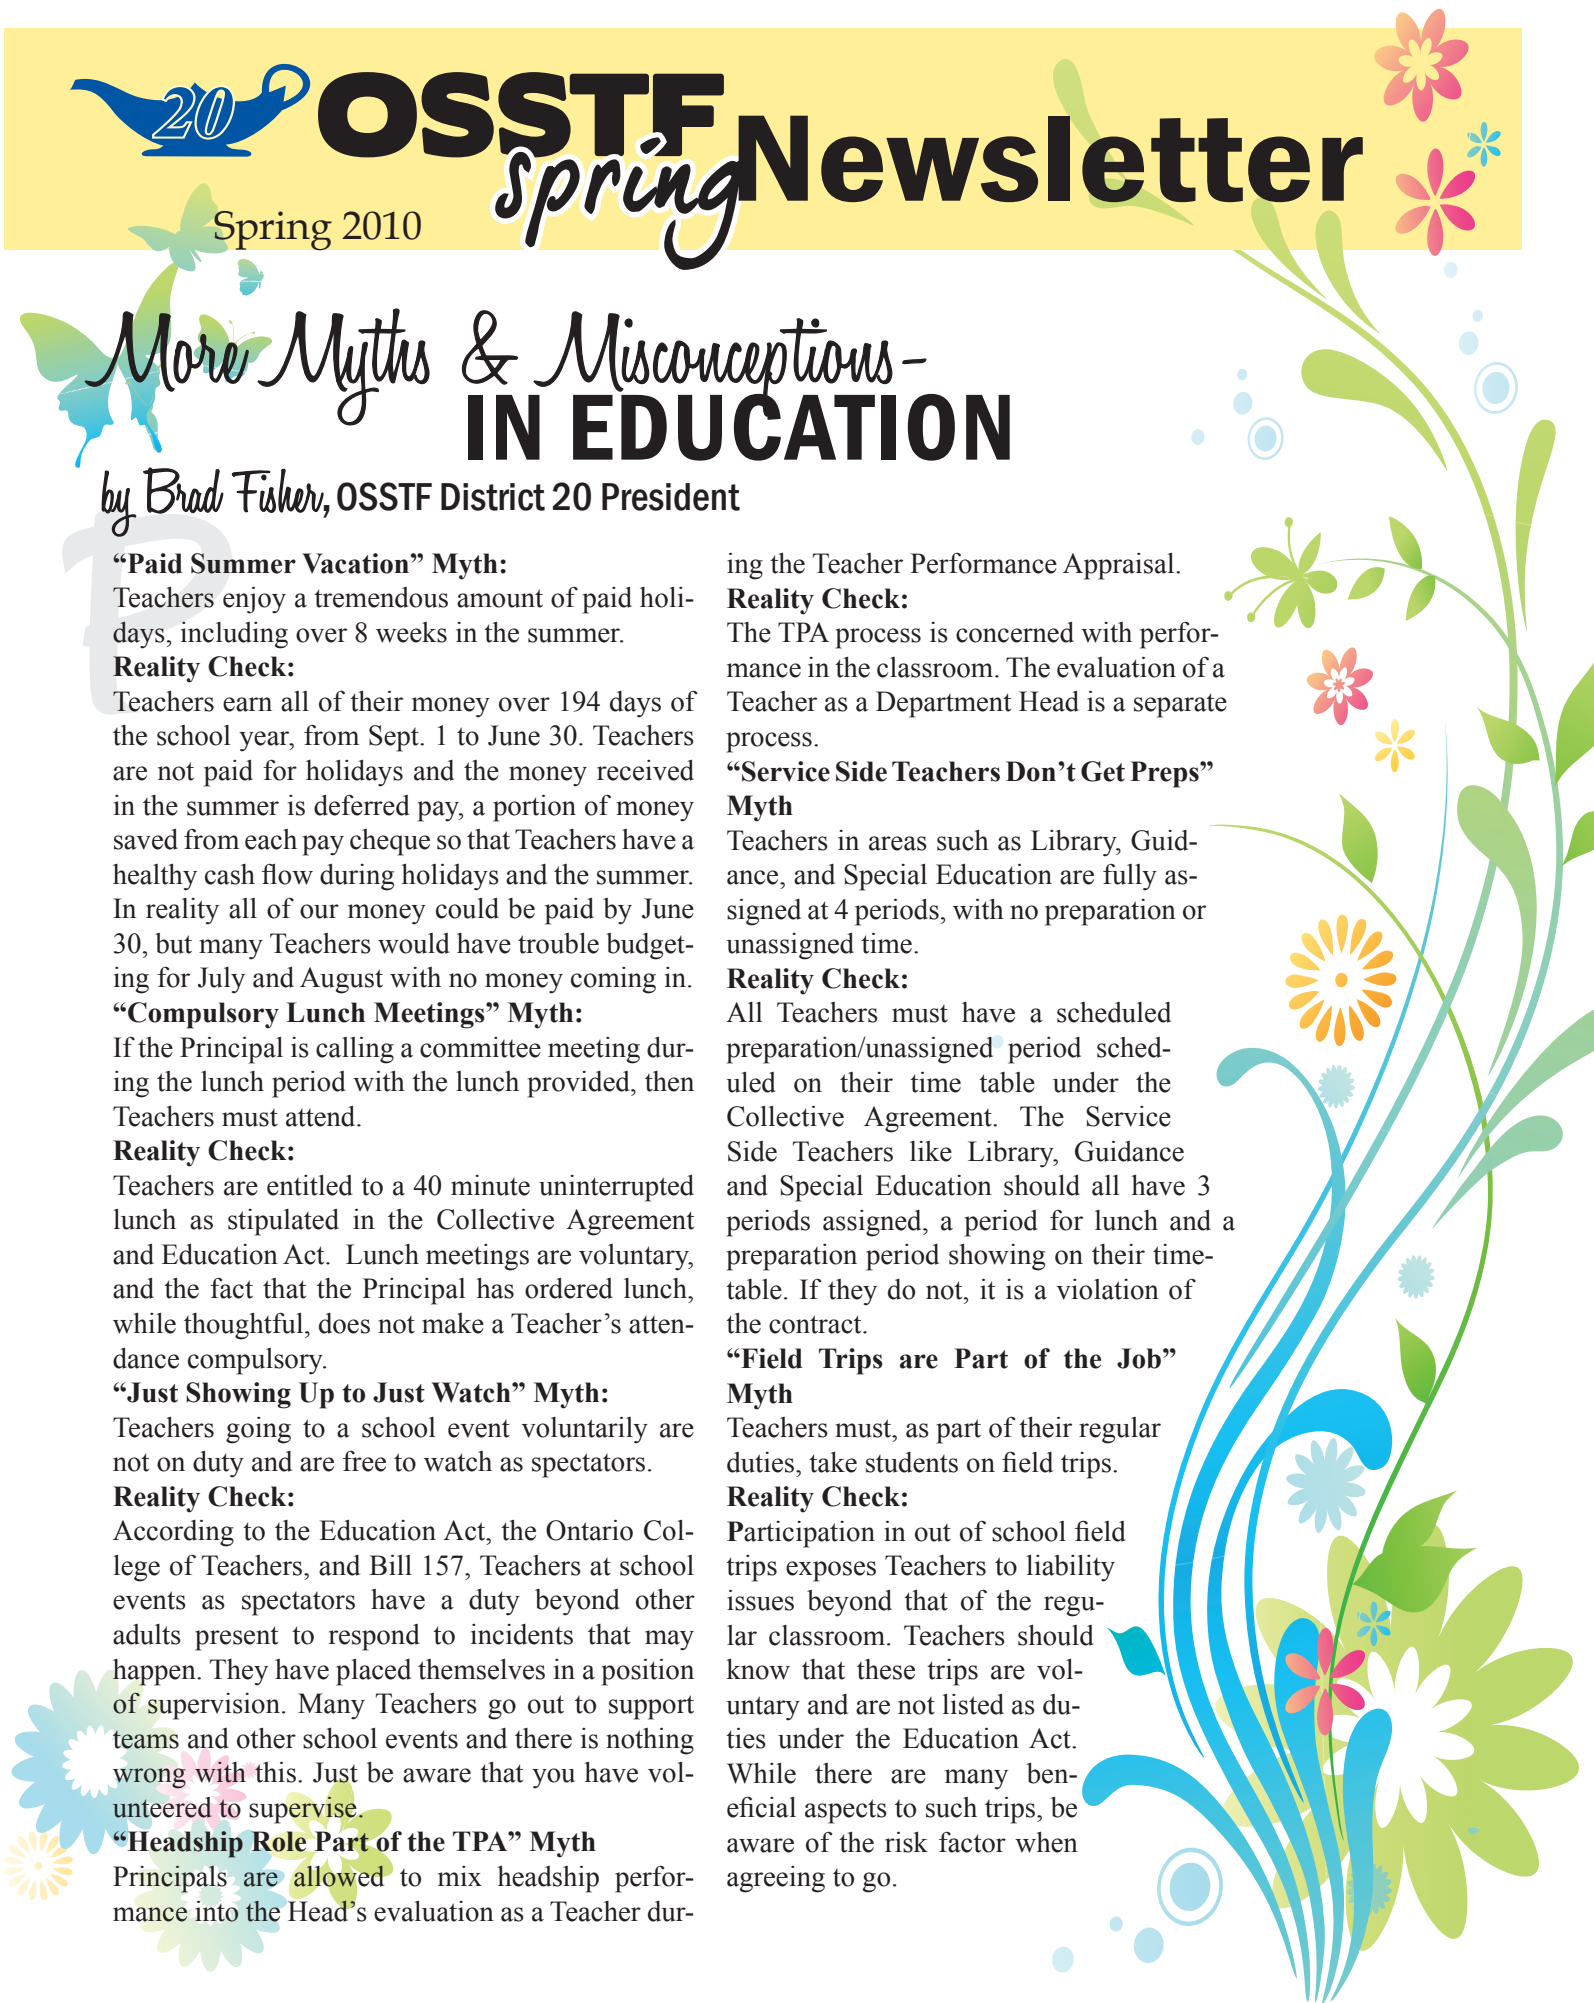 20
OSSTF
spring
Newsletter
Spring 2010
More Myths & Misconceptions-
IN EDUCATION
by Brad Fisher, OSSTF District 20 President
P
“Paid Summer Vacation” Myth:
Teachers enjoy a tremendous amount of paid holi-
days, including over 8 weeks in the summer.
Reality Check:
Teachers earn all of their money over 194 days of
the school year, from Sept. 1 to June 30. Teachers
are not paid for holidays and the money received
in the summer is deferred pay, a portion of money
saved from each pay cheque so that Teachers have a
healthy cash flow during holidays and the summer.
In reality all of our money could be paid by June
30, but many Teachers would have trouble budget-
ing for July and August with no money coming in.
“Compulsory Lunch Meetings” Myth:
If the Principal is calling a committee meeting dur-
ing the lunch period with the lunch provided, then
Teachers must attend.
Reality Check:
Teachers are entitled to a 40 minute uninterrupted
lunch as stipulated in the Collective Agreement
and Education Act.  Lunch meetings are voluntary,
and the fact that the Principal has ordered lunch,
while thoughtful, does not make a Teacher’s atten-
dance compulsory.
“Just Showing Up to Just Watch” Myth:
Teachers going to a school event voluntarily are
not on duty and are free to watch as spectators.
Reality Check:
According to the Education Act, the Ontario Col-
lege of Teachers, and Bill 157, Teachers at school
events as spectators have a duty beyond other
adults present to respond to incidents that may
happen. They have placed themselves in a position
of supervision. Many Teachers go out to support
teams and other school events and there is nothing
wrong with this. Just be aware that you have vol-
unteered to supervise.
“Headship Role Part of the TPA” Myth
Principals are allowed to mix headship perfor-
mance into the Head’s evaluation as a Teacher dur-
ing the Teacher Performance Appraisal.
Reality Check:
The TPA process is concerned with perfor-
mance in the classroom. The evaluation of a
Teacher as a Department Head is a separate
process.
“Service Side Teachers Don’t Get Preps”
Myth
Teachers in areas such as Library, Guid-
ance, and Special Education are fully as-
signed at 4 periods, with no preparation or
unassigned time.
Reality Check:
All Teachers must have a scheduled
preparation/unassigned period sched-
uled on their time table under the
Collective Agreement. The Service
Side Teachers like Library, Guidance
and Special Education should all have 3
periods assigned, a period for lunch and a
preparation period showing on their time-
table. If they do not, it is a violation of
the contract.
“Field Trips are Part of the Job”
Myth
Teachers must, as part of their regular
duties, take students on field trips.
Reality Check:
Participation in out of school field
trips exposes Teachers to liability
issues beyond that of the regu-
lar classroom. Teachers should
know that these trips are vol-
untary and are not listed as du-
ties under the Education Act.
While there are many ben-
eficial aspects to such trips, be
aware of the risk factor when
agreeing to go.